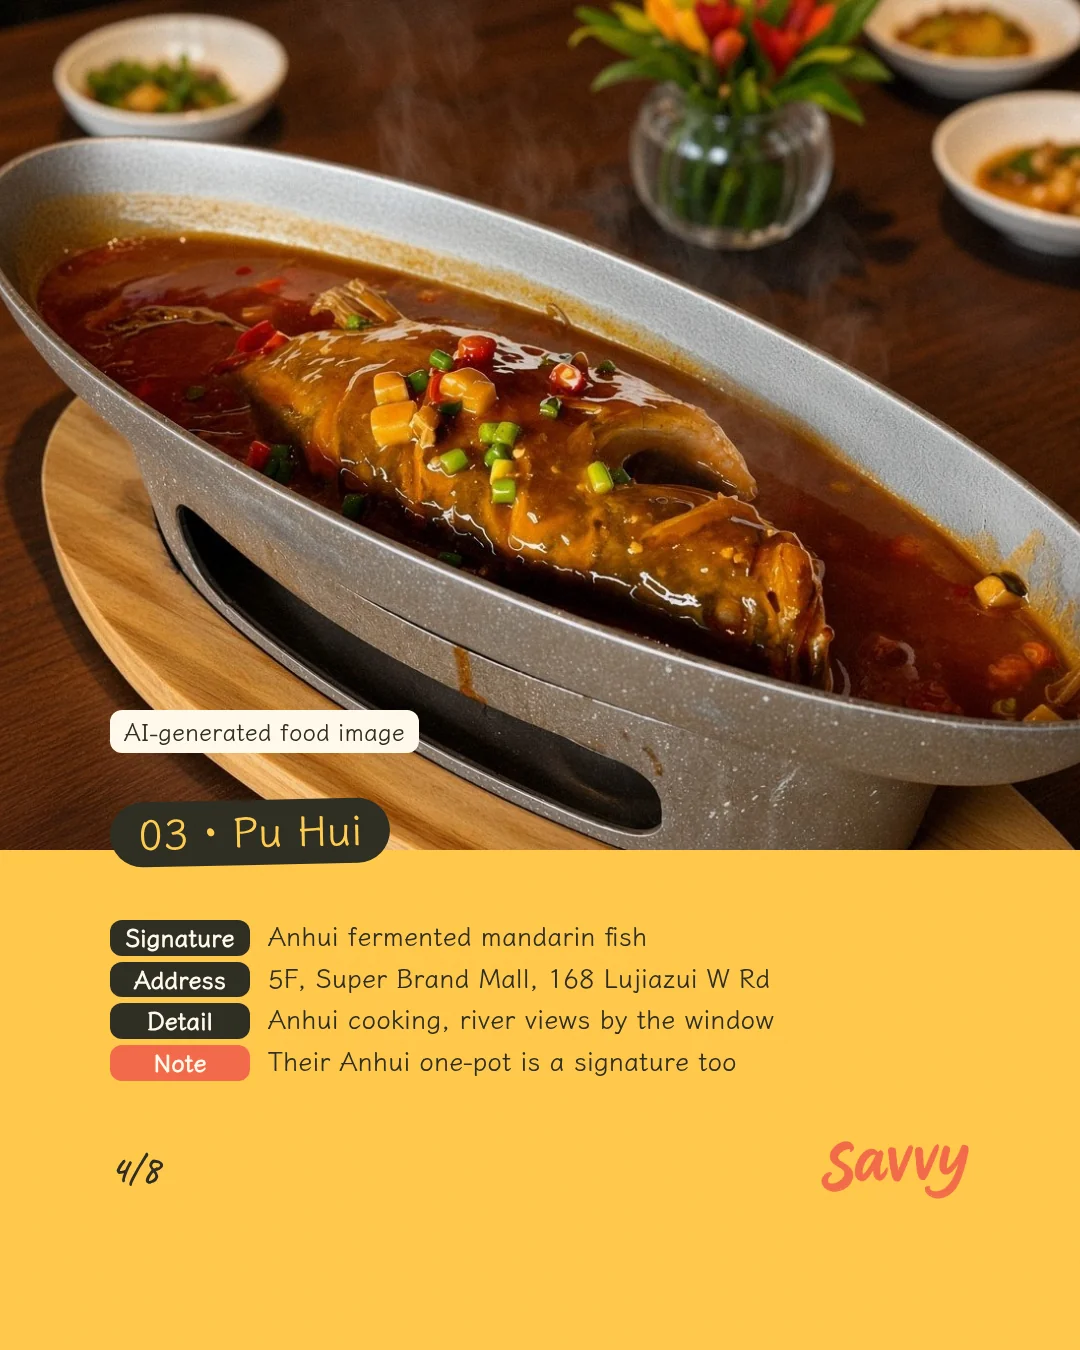 AI-generated food image
03 • Pu Hui
Signature Anhui fermented mandarin fish
Address 5F, Super Brand Mall, 168 Lujiazui W Rd
Detail Anhui cooking, river views by the window
Note Their Anhui one-pot is a signature too
4/8
Savvy